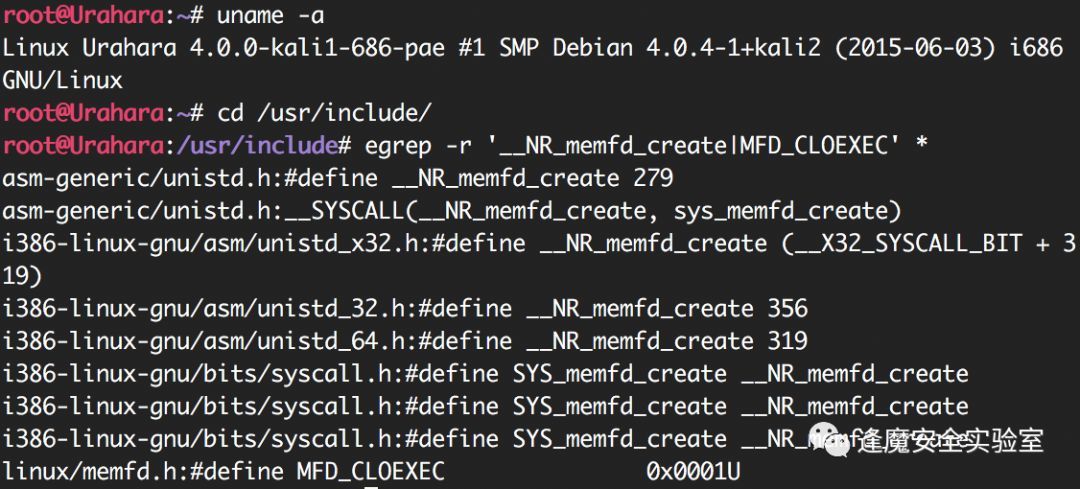 root@Urahara:~# uname -a
Linux Urahara 4.0.0-kali1-686-pae #1 SMP Debian 4.0.4-1+kali2 (2015-06-03) i686
GNU/Linux
root@Urahara:~# cd /usr/include/
root@Urahara:/usr/include# egrep -r '__NR_memfd_create|MFD_CLOEXEC' *
asm-generic/unistd.h:#define __NR_memfd_create 279
asm-generic/unistd.h:__SYSCALL(__NR_memfd_create, sys_memfd_create)
i386-linux-gnu/asm/unistd_x32.h:#define __NR_memfd_create (__X32_SYSCALL_BIT + 3
19)
i386-linux-gnu/asm/unistd_32.h:#define __NR_memfd_create 356
i386-linux-gnu/asm/unistd_64.h:#define __NR_memfd_create 319
i386-linux-gnu/bits/syscall.h:#define SYS_memfd_create __NR_memfd_create
i386-linux-gnu/bits/syscall.h:#define SYS_memfd_create __NR_memfd_create
i386-linux-gnu/bits/syscall.h:#define SYS_memfd_create __NR_memfd_create
逢魔安全实验室
linux/memfd.h:#define MFD_CLOEXEC 0x0001U